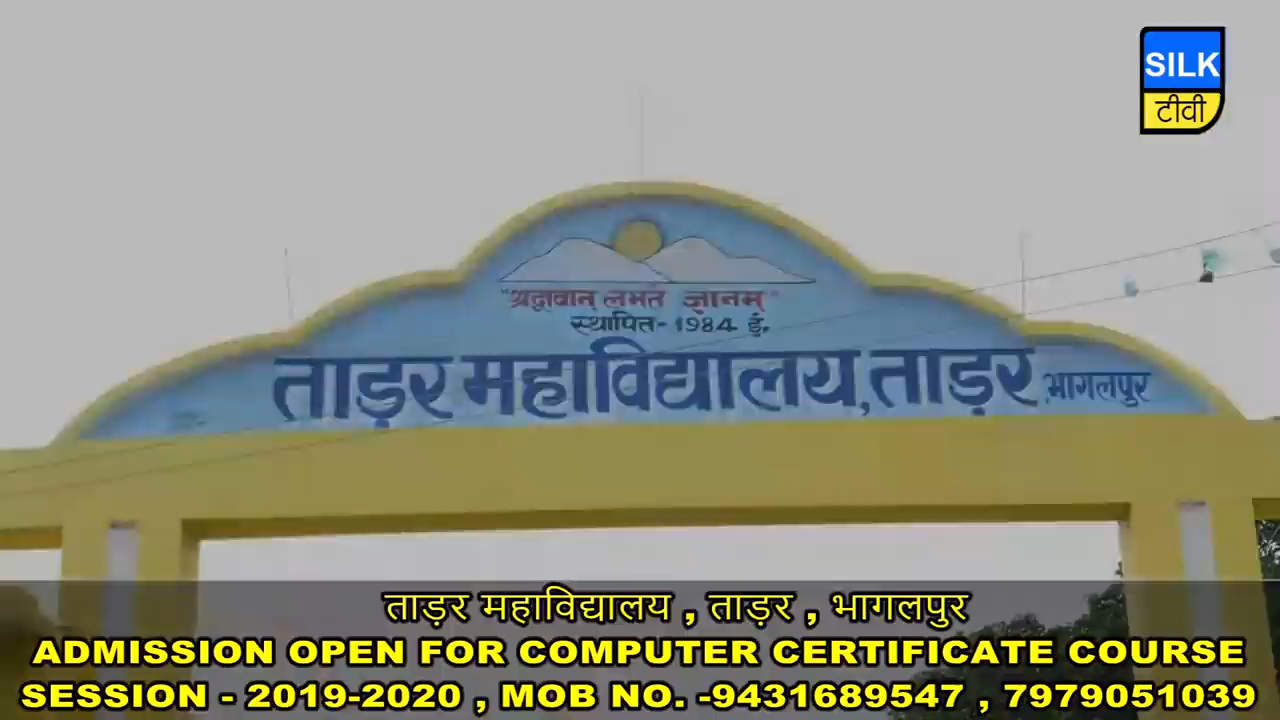 SILK
टीवी
"श्रद्धावान् लभते ज्ञानम्"
स्थापित-1984 ई.
ताड़र महाविद्यालय, ताड़र, भागलपुर
ताड़र महाविद्यालय , ताड़र , भागलपुर
ADMISSION OPEN FOR COMPUTER CERTIFICATE COURSE
SESSION - 2019-2020 , MOB NO. -9431689547 , 7979051039